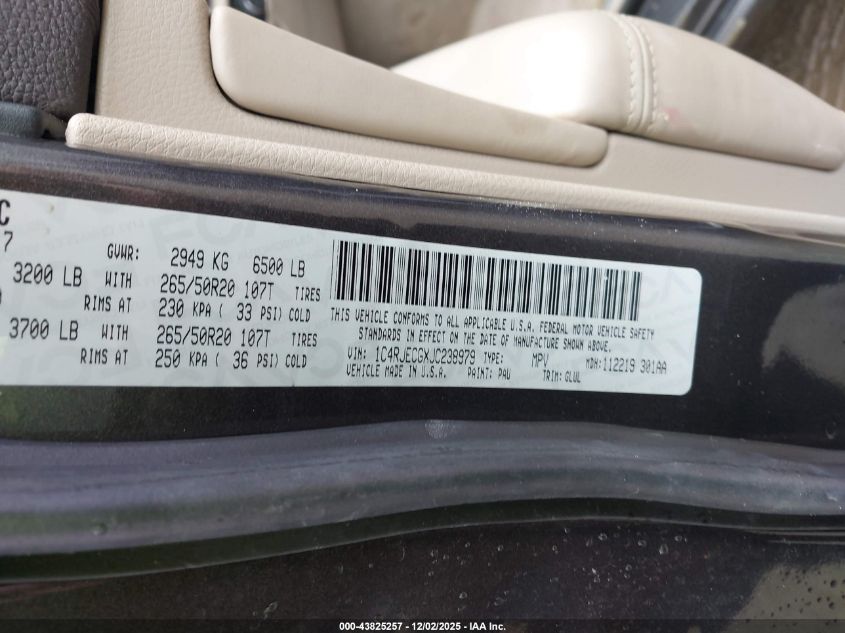 C
7
GVWR: 2949 KG 6500 LB
3200 LB WITH 265/50R20 107T TIRES
RIMS AT 230 KPA ( 33 PSI) COLD
3700 LB WITH 265/50R20 107T TIRES
RIMS AT 250 KPA ( 36 PSI) COLD
THIS VEHICLE CONFORMS TO ALL APPLICABLE U.S.A. FEDERAL MOTOR VEHICLE SAFETY
STANDARDS IN EFFECT ON THE DATE OF MANUFACTURE SHOWN ABOVE.
VIN: 1C4RJECGXJC238979 TYPE: MPV MDH:112219 301AA
VEHICLE MADE IN U.S.A. PAINT: PAU TRIM: GLUL
000-43825257 - 12/02/2025 - IAA Inc.